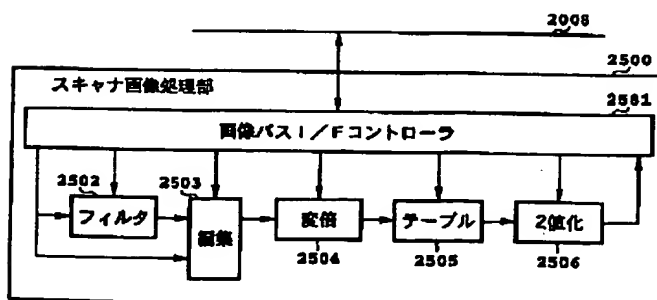 2008
2500
スキャナ画像処理部
2581
画像バスI/Fコントローラ
2502
2503
フィルタ
編集
変倍
テーブル
2値化
2504
2505
2506